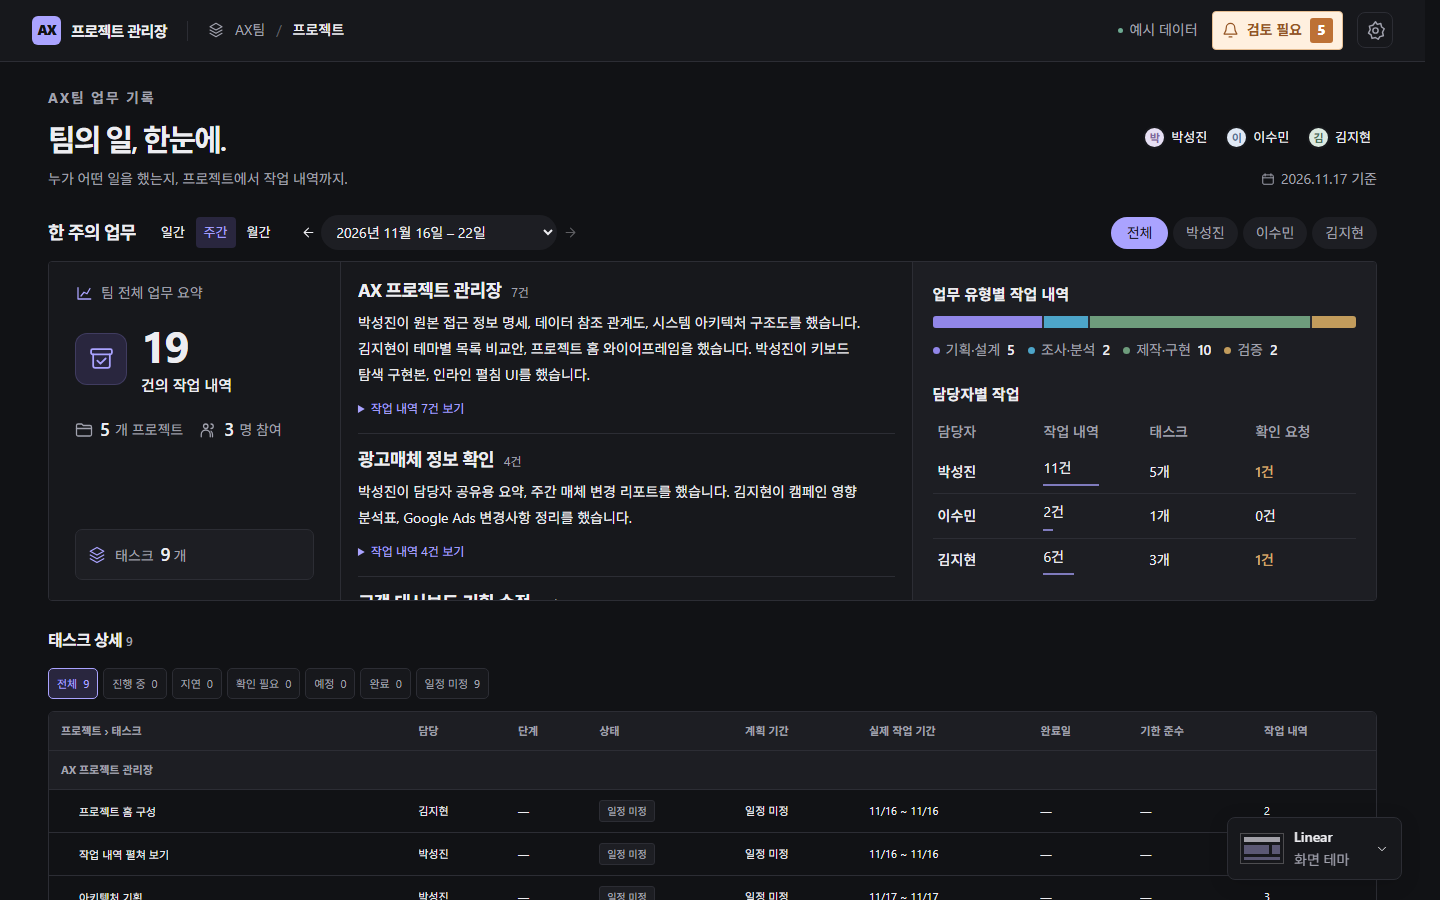 AX 프로젝트 관리장 AX팀 / 프로젝트
예시 데이터 검토 필요 5
AX팀 업무 기록
팀의 일, 한눈에.
누가 어떤 일을 했는지, 프로젝트에서 작업 내역까지.
박 박성진 이 이수민 김 김지현
2026.11.17 기준
한 주의 업무 일간 주간 월간 ← 2026년 11월 16일 – 22일 →
전체 박성진 이수민 김지현
팀 전체 업무 요약
19
건의 작업 내역
5 개 프로젝트 3 명 참여
태스크 9 개
AX 프로젝트 관리장 7건
박성진이 원본 접근 정보 명세, 데이터 참조 관계도, 시스템 아키텍처 구조도를 했습니다.
김지현이 테마별 목록 비교안, 프로젝트 홈 와이어프레임을 했습니다. 박성진이 키보드
탐색 구현본, 인라인 펼침 UI를 했습니다.
▶ 작업 내역 7건 보기
광고매체 정보 확인 4건
박성진이 담당자 공유용 요약, 주간 매체 변경 리포트를 했습니다. 김지현이 캠페인 영향
분석표, Google Ads 변경사항 정리를 했습니다.
▶ 작업 내역 4건 보기
업무 유형별 작업 내역
기획·설계 5 조사·분석 2 제작·구현 10 검증 2
담당자별 작업
담당자 작업 내역 태스크 확인 요청
박성진 11건 5개 1건
이수민 2건 1개 0건
김지현 6건 3개 1건
태스크 상세 9
전체 9 진행 중 0 지연 0 확인 필요 0 예정 0 완료 0 일정 미정 9
프로젝트 › 태스크 담당 단계 상태 계획 기간 실제 작업 기간 완료일 기한 준수 작업 내역
AX 프로젝트 관리장
프로젝트 홈 구성 김지현 — 일정 미정 일정 미정 11/16 ~ 11/16 — — 2
작업 내역 펼쳐 보기 박성진 — 일정 미정 일정 미정 11/16 ~ 11/16 — —
아키텍처 기획 박성진 — 일정 미정 일정 미정 11/17 ~ 11/17 — — 3
Linear
화면 테마